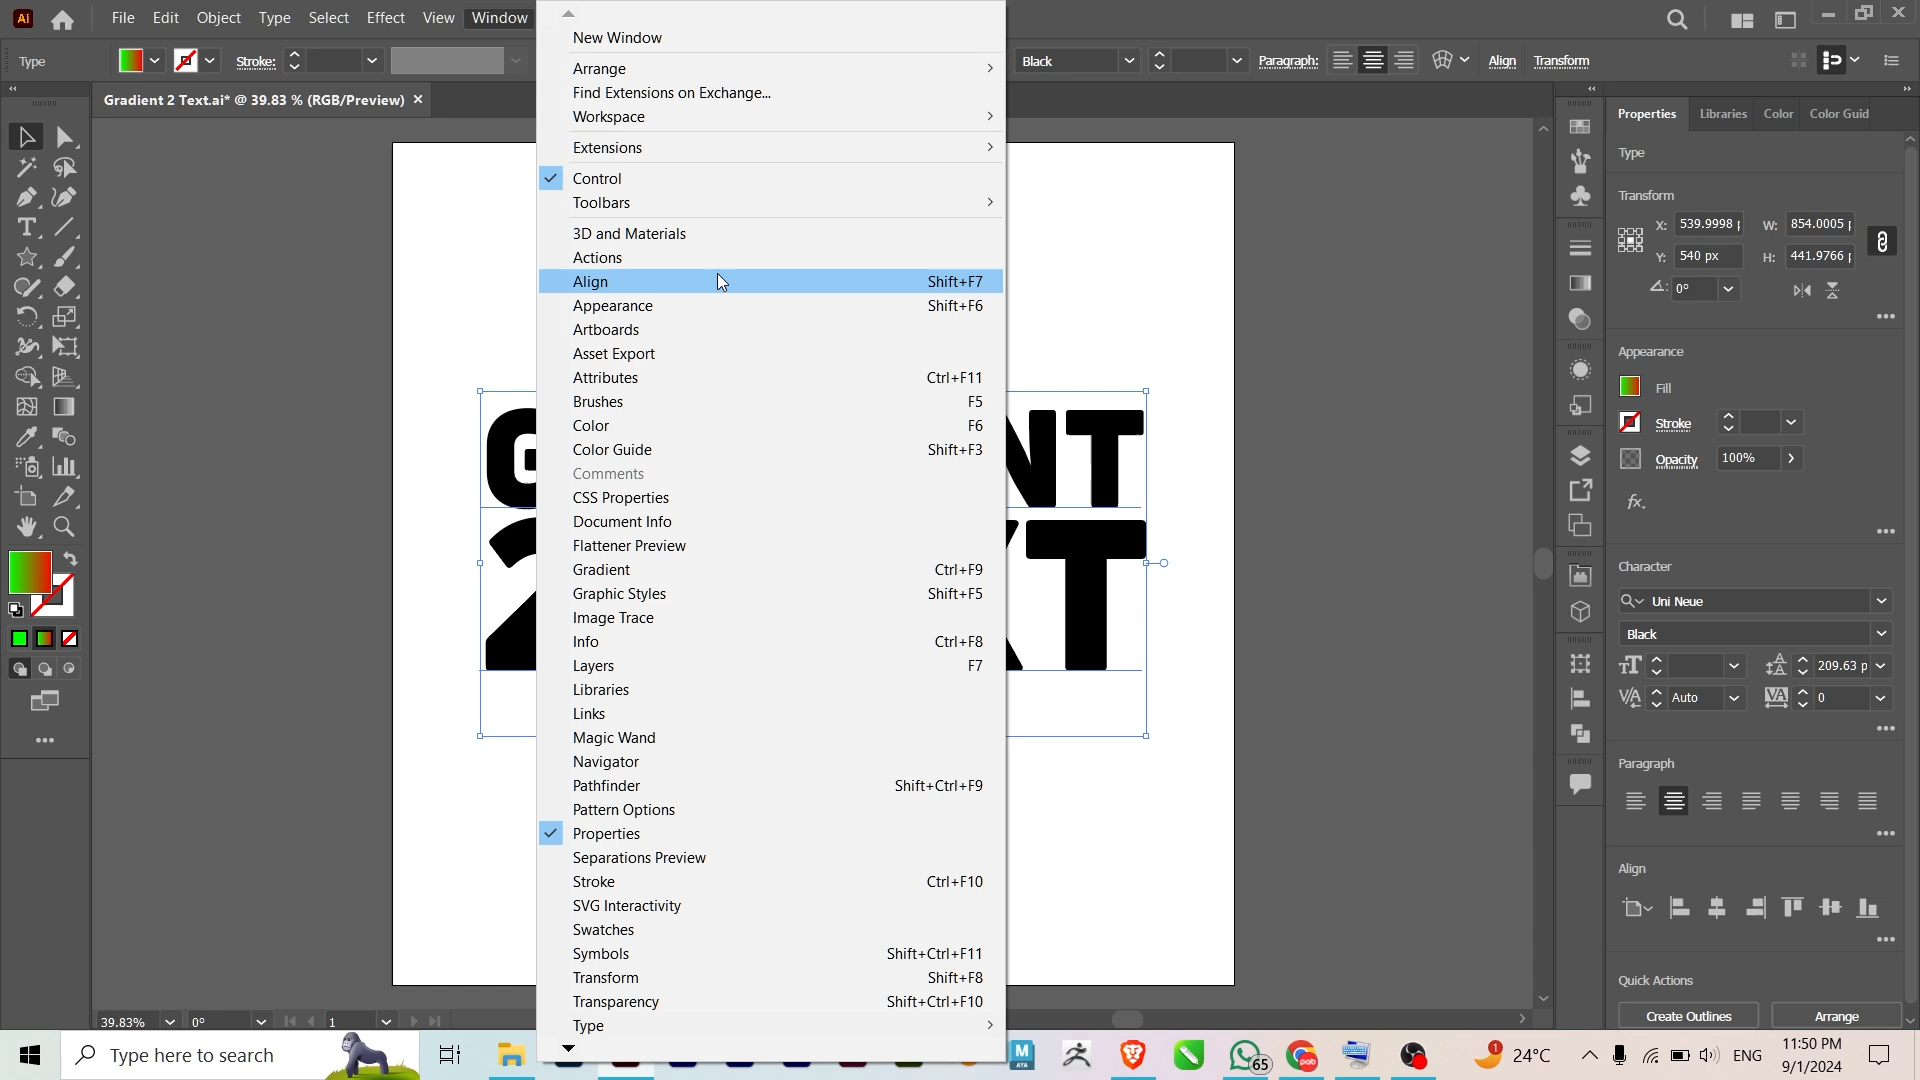 Ai File Edit Object Type Select Effect View Window
Type Stroke: Black Paragraph: Align Transform
Gradient 2 Text.ai* @ 39.83 % (RGB/Preview) ×
New Window
Arrange
Find Extensions on Exchange...
Workspace
Extensions
Control
Toolbars
3D and Materials
Actions
Align Shift+F7
Appearance Shift+F6
Artboards
Asset Export
Attributes Ctrl+F11
Brushes F5
Color F6
Color Guide Shift+F3
Comments
CSS Properties
Document Info
Flattener Preview
Gradient Ctrl+F9
Graphic Styles Shift+F5
Image Trace
Info Ctrl+F8
Layers F7
Libraries
Links
Magic Wand
Navigator
Pathfinder Shift+Ctrl+F9
Pattern Options
Properties
Separations Preview
Stroke Ctrl+F10
SVG Interactivity
Swatches
Symbols Shift+Ctrl+F11
Transform Shift+F8
Transparency Shift+Ctrl+F10
Type
G NT
2 XT
Properties Libraries Color Color Guid
Type
Transform
X: 539.9998 W: 854.0005
Y: 540 px H: 441.9766
0°
Appearance
Fill
Stroke
Opacity 100%
fx.
Character
Uni Neue
Black
209.63 p
Auto 0
Paragraph
Align
Quick Actions
Create Outlines Arrange
39.83% 0° 1
Type here to search
M
AYA
65
1
24°C
ENG
11:50 PM
9/1/2024